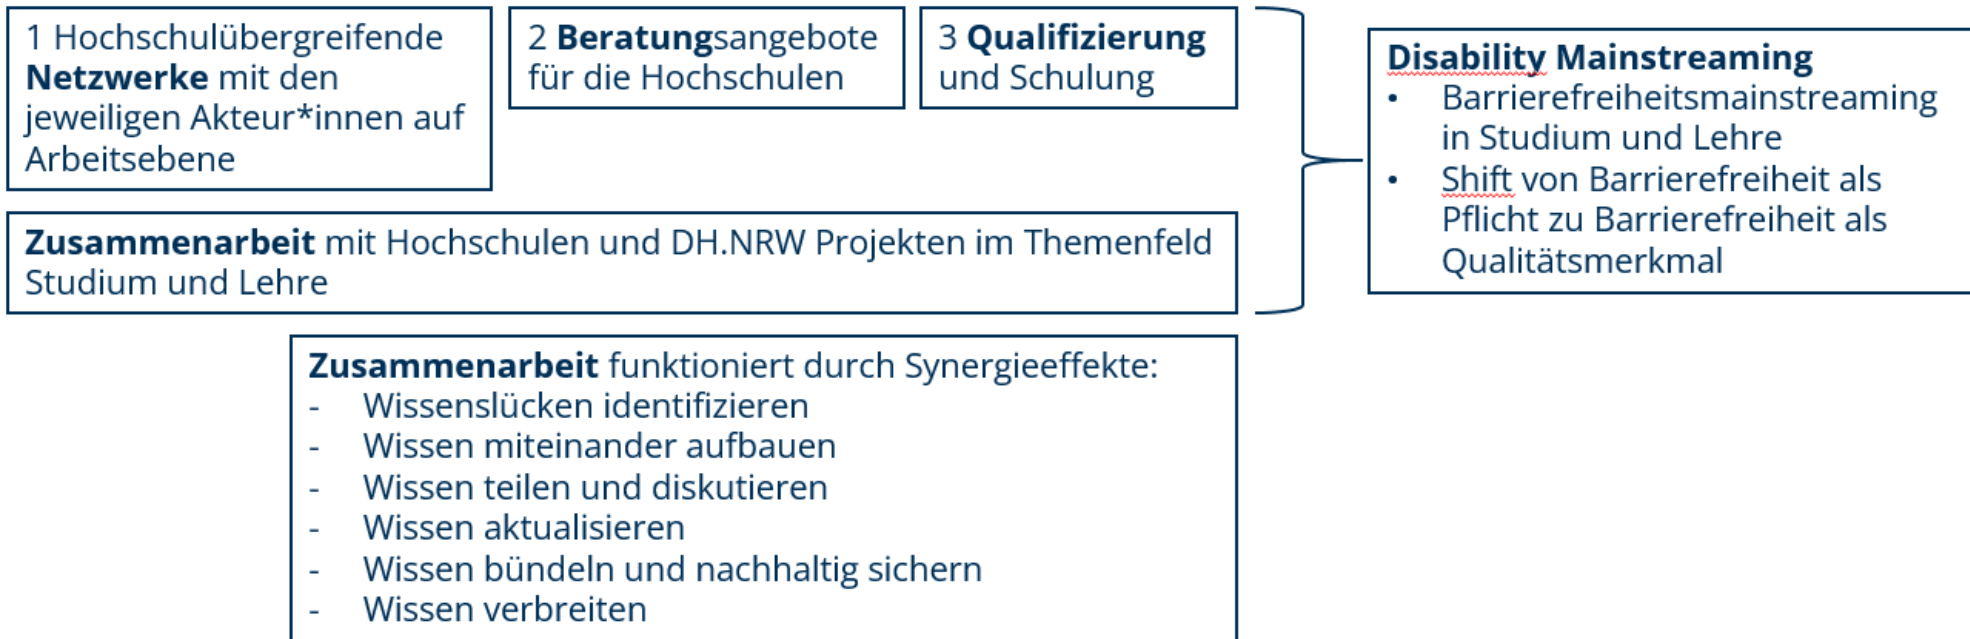 1 Hochschulübergreifende
Netzwerke mit den
jeweiligen Akteur*innen auf
Arbeitsebene
2 Beratungsangebote
für die Hochschulen
3 Qualifizierung
und Schulung
Zusammenarbeit mit Hochschulen und DH.NRW Projekten im Themenfeld
Studium und Lehre
Disability Mainstreaming
• Barrierefreiheitsmainstreaming
in Studium und Lehre
• Shift von Barrierefreiheit als
Pflicht zu Barrierefreiheit als
Qualitätsmerkmal
Zusammenarbeit funktioniert durch Synergieeffekte:
- Wissenslücken identifizieren
- Wissen miteinander aufbauen
- Wissen teilen und diskutieren
- Wissen aktualisieren
- Wissen bündeln und nachhaltig sichern
- Wissen verbreiten